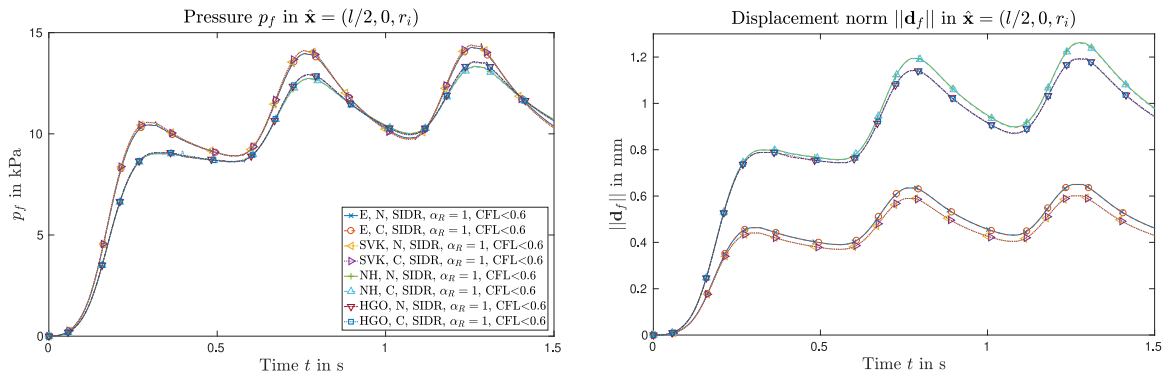 Pressure p_f in x̂ = (l/2, 0, r_i)
15
10
5
0
p_f in kPa
0
0.5
1
1.5
Time t in s
E, N, SIDR, α_R = 1, CFL<0.6
E, C, SIDR, α_R = 1, CFL<0.6
SVK, N, SIDR, α_R = 1, CFL<0.6
SVK, C, SIDR, α_R = 1, CFL<0.6
NH, N, SIDR, α_R = 1, CFL<0.6
NH, C, SIDR, α_R = 1, CFL<0.6
HGO, N, SIDR, α_R = 1, CFL<0.6
HGO, C, SIDR, α_R = 1, CFL<0.6
Displacement norm ||d_f|| in x̂ = (l/2, 0, r_i)
1.2
1
0.8
0.6
0.4
0.2
0
||d_f|| in mm
0
0.5
1
1.5
Time t in s